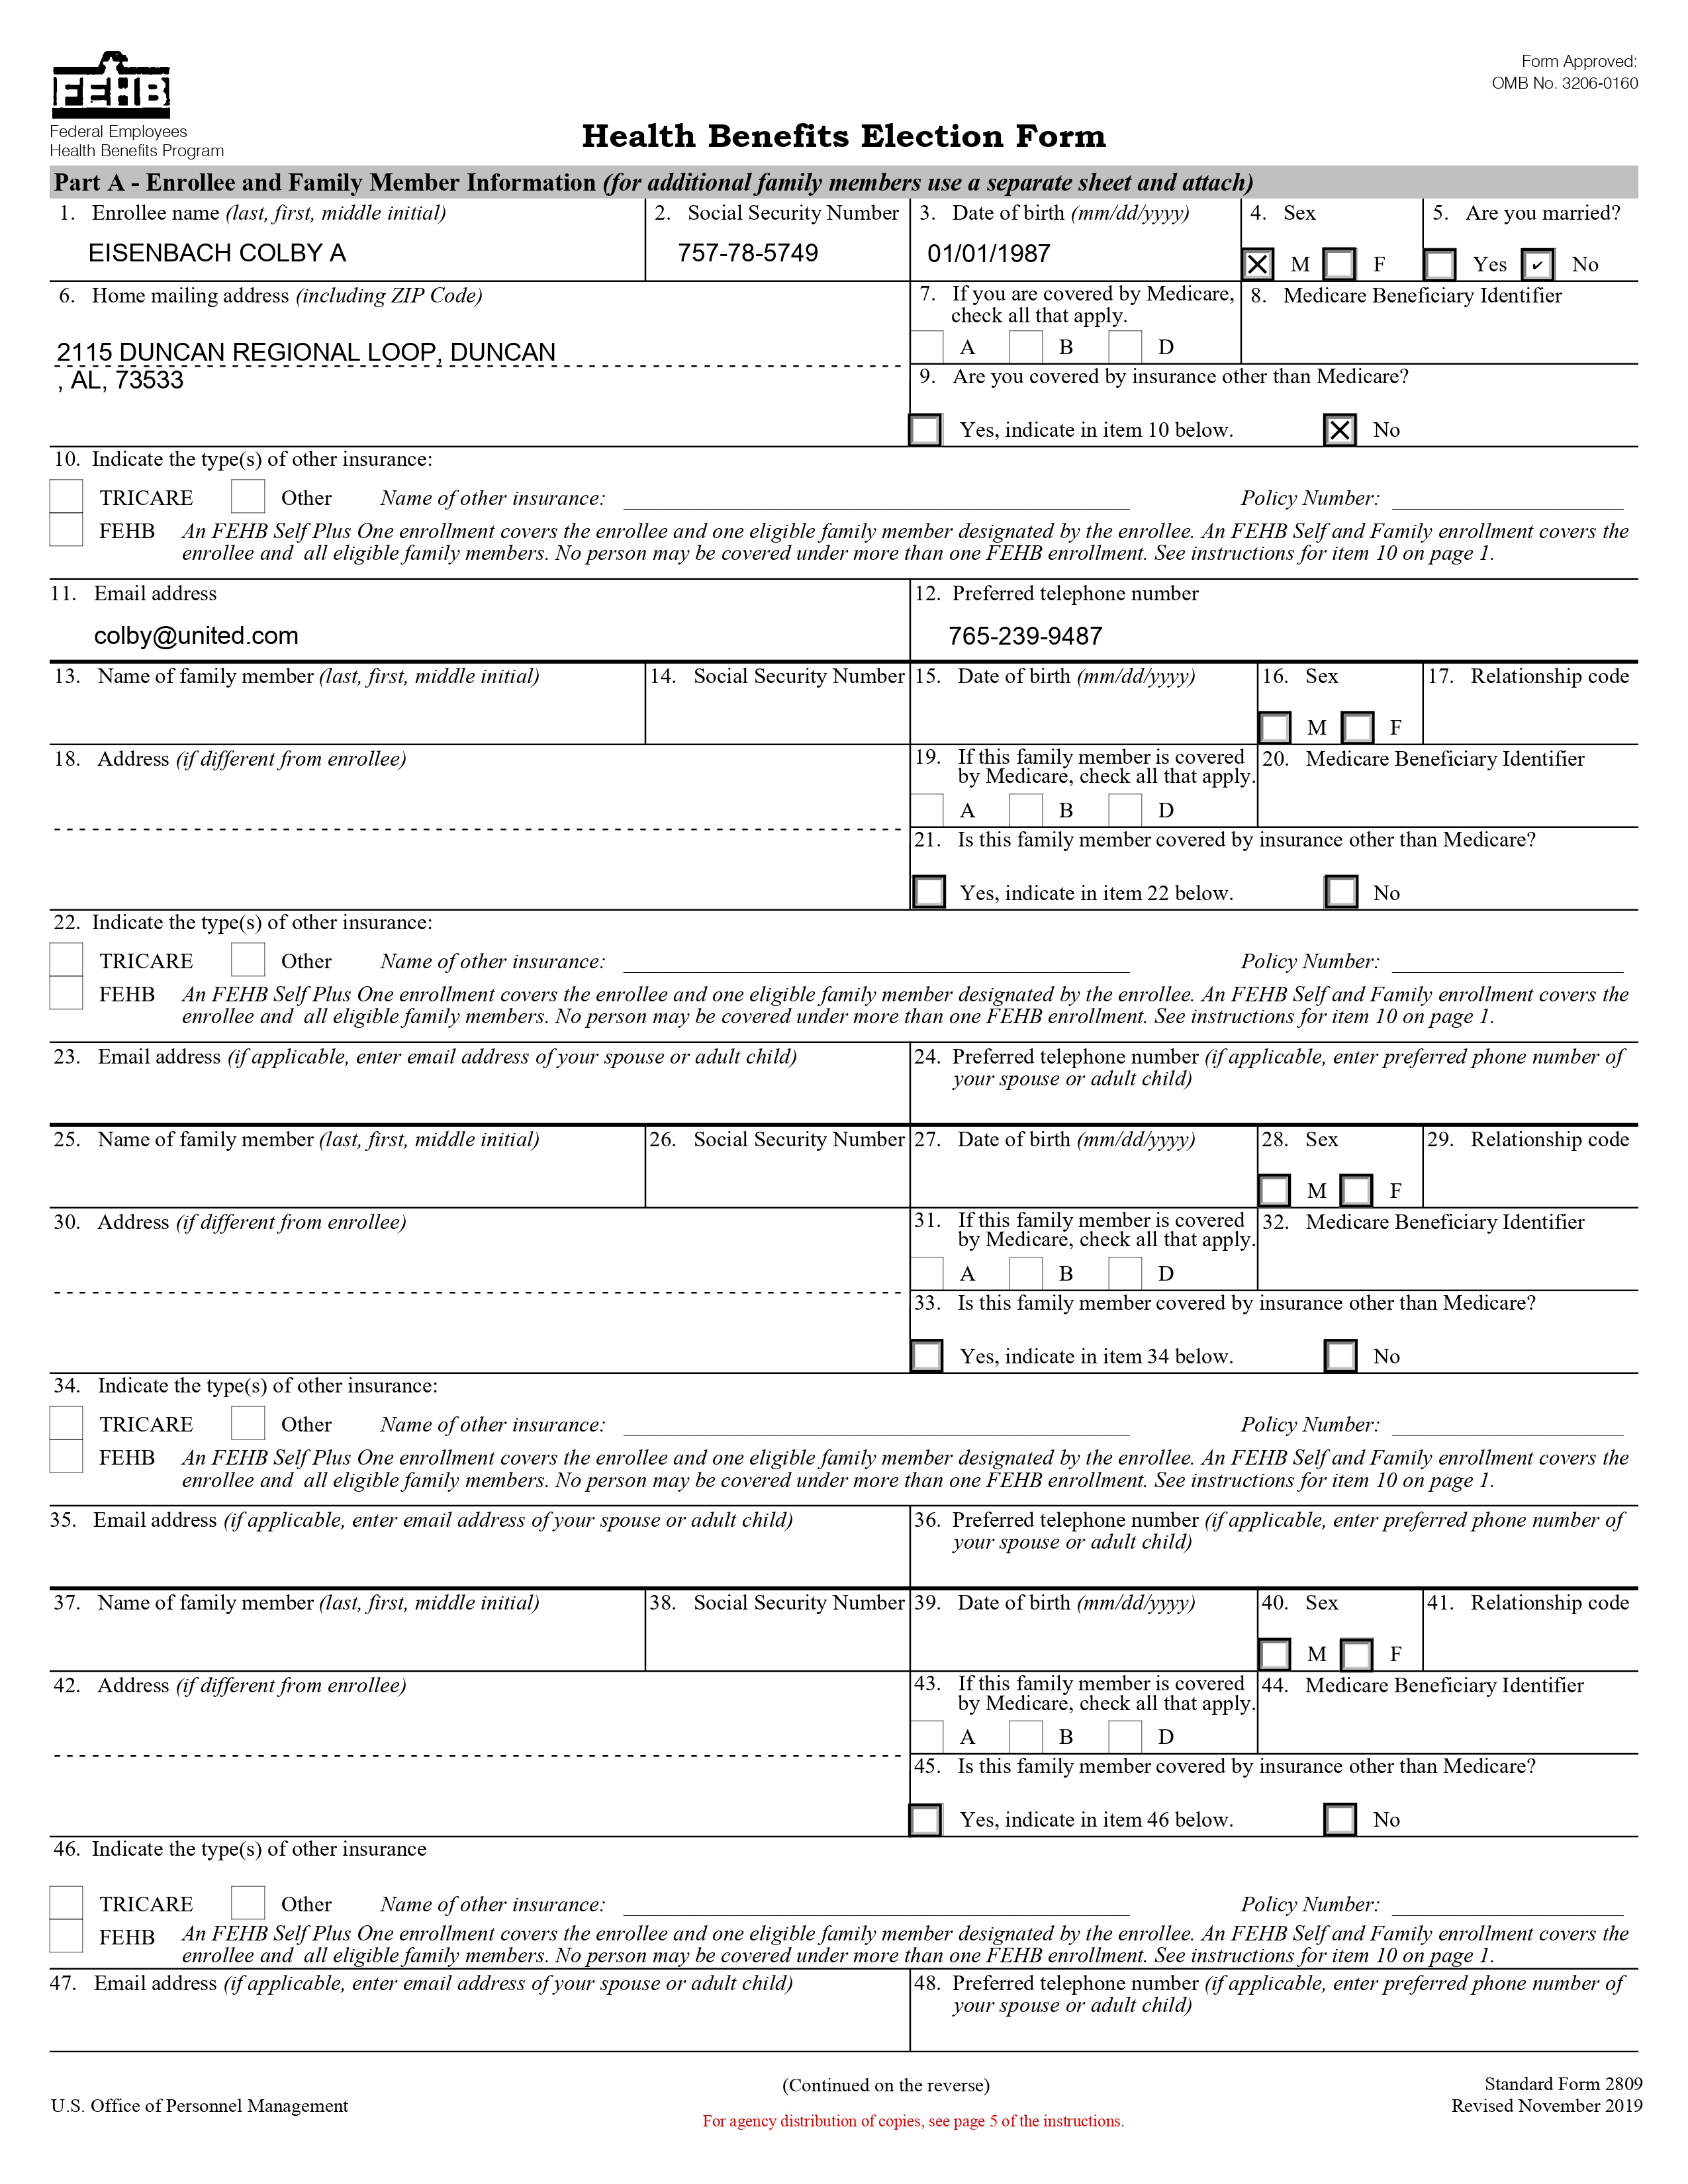 Form Approved:
OMB No. 3206-0160
FEHB
Federal Employees
Health Benefits Program
Health Benefits Election Form
Part A - Enrollee and Family Member Information (for additional family members use a separate sheet and attach)
1. Enrollee name (last, first, middle initial)
EISENBACH COLBY A
2. Social Security Number
757-78-5749
3. Date of birth (mm/dd/yyyy)
01/01/1987
4. Sex
M F
5. Are you married?
Yes No
6. Home mailing address (including ZIP Code)
2115 DUNCAN REGIONAL LOOP, DUNCAN
, AL, 73533
7. If you are covered by Medicare,
check all that apply.
A B D
8. Medicare Beneficiary Identifier
9. Are you covered by insurance other than Medicare?
Yes, indicate in item 10 below. No
10. Indicate the type(s) of other insurance:
TRICARE Other Name of other insurance: Policy Number:
FEHB An FEHB Self Plus One enrollment covers the enrollee and one eligible family member designated by the enrollee. An FEHB Self and Family enrollment covers the
enrollee and all eligible family members. No person may be covered under more than one FEHB enrollment. See instructions for item 10 on page 1.
11. Email address
colby@united.com
12. Preferred telephone number
765-239-9487
13. Name of family member (last, first, middle initial)
14. Social Security Number
15. Date of birth (mm/dd/yyyy)
16. Sex
M F
17. Relationship code
18. Address (if different from enrollee)
19. If this family member is covered
by Medicare, check all that apply.
A B D
20. Medicare Beneficiary Identifier
21. Is this family member covered by insurance other than Medicare?
Yes, indicate in item 22 below. No
22. Indicate the type(s) of other insurance:
TRICARE Other Name of other insurance: Policy Number:
FEHB An FEHB Self Plus One enrollment covers the enrollee and one eligible family member designated by the enrollee. An FEHB Self and Family enrollment covers the
enrollee and all eligible family members. No person may be covered under more than one FEHB enrollment. See instructions for item 10 on page 1.
23. Email address (if applicable, enter email address of your spouse or adult child)
24. Preferred telephone number (if applicable, enter preferred phone number of
your spouse or adult child)
25. Name of family member (last, first, middle initial)
26. Social Security Number
27. Date of birth (mm/dd/yyyy)
28. Sex
M F
29. Relationship code
30. Address (if different from enrollee)
31. If this family member is covered
by Medicare, check all that apply.
A B D
32. Medicare Beneficiary Identifier
33. Is this family member covered by insurance other than Medicare?
Yes, indicate in item 34 below. No
34. Indicate the type(s) of other insurance:
TRICARE Other Name of other insurance: Policy Number:
FEHB An FEHB Self Plus One enrollment covers the enrollee and one eligible family member designated by the enrollee. An FEHB Self and Family enrollment covers the
enrollee and all eligible family members. No person may be covered under more than one FEHB enrollment. See instructions for item 10 on page 1.
35. Email address (if applicable, enter email address of your spouse or adult child)
36. Preferred telephone number (if applicable, enter preferred phone number of
your spouse or adult child)
37. Name of family member (last, first, middle initial)
38. Social Security Number
39. Date of birth (mm/dd/yyyy)
40. Sex
M F
41. Relationship code
42. Address (if different from enrollee)
43. If this family member is covered
by Medicare, check all that apply.
A B D
44. Medicare Beneficiary Identifier
45. Is this family member covered by insurance other than Medicare?
Yes, indicate in item 46 below. No
46. Indicate the type(s) of other insurance
TRICARE Other Name of other insurance: Policy Number:
FEHB An FEHB Self Plus One enrollment covers the enrollee and one eligible family member designated by the enrollee. An FEHB Self and Family enrollment covers the
enrollee and all eligible family members. No person may be covered under more than one FEHB enrollment. See instructions for item 10 on page 1.
47. Email address (if applicable, enter email address of your spouse or adult child)
48. Preferred telephone number (if applicable, enter preferred phone number of
your spouse or adult child)
(Continued on the reverse)
U.S. Office of Personnel Management
For agency distribution of copies, see page 5 of the instructions.
Standard Form 2809
Revised November 2019